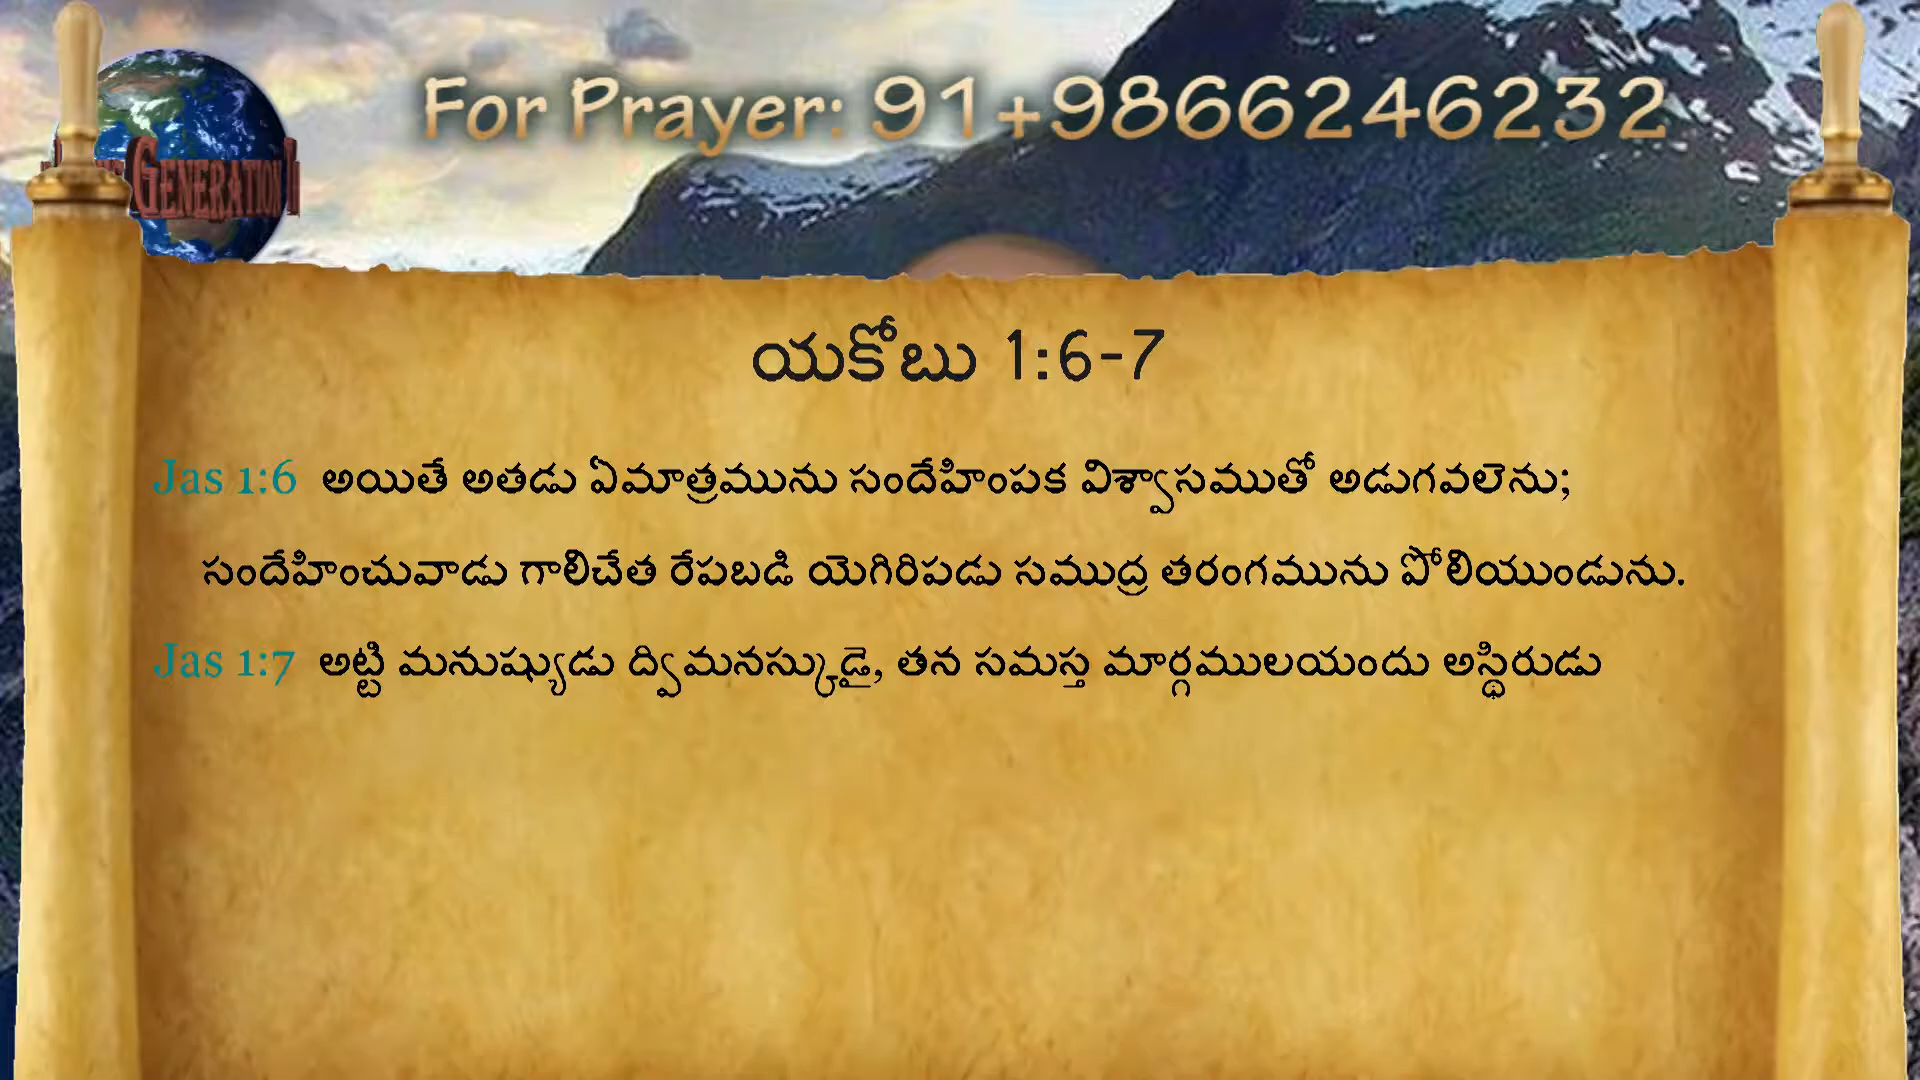 For Prayer: 91+9866246232
GENERATION
యకోబు 1:6-7
Jas 1:6 అయితే అతడు ఏమాత్రమును సందేహింపక విశ్వాసముతో అడుగవలెను;
సందేహించువాడు గాలిచేత రేపబడి యెగిరిపడు సముద్ర తరంగమును పోలియుండును.
Jas 1:7 అట్టి మనుష్యుడు ద్విమనస్కుడై, తన సమస్త మార్గములయందు అస్థిరుడు